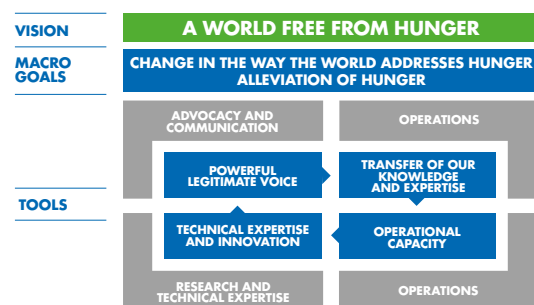 VISION
A WORLD FREE FROM HUNGER
MACRO
GOALS
CHANGE IN THE WAY THE WORLD ADDRESSES HUNGER
ALLEVIATION OF HUNGER
TOOLS
ADVOCACY AND
COMMUNICATION
OPERATIONS
POWERFUL
LEGITIMATE VOICE
TRANSFER OF OUR
KNOWLEDGE
AND EXPERTISE
TECHNICAL EXPERTISE
AND INNOVATION
OPERATIONAL
CAPACITY
RESEARCH AND
TECHNICAL EXPERTISE
OPERATIONS